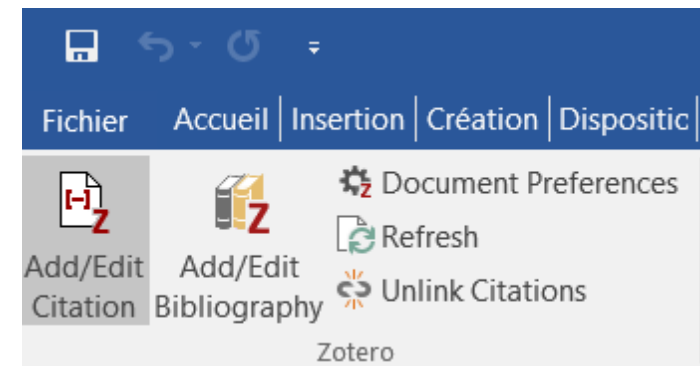 Fichier Accueil Insertion Création Dispositic
Document Preferences
Refresh
Add/Edit Add/Edit
Unlink Citations
Citation Bibliography
Zotero